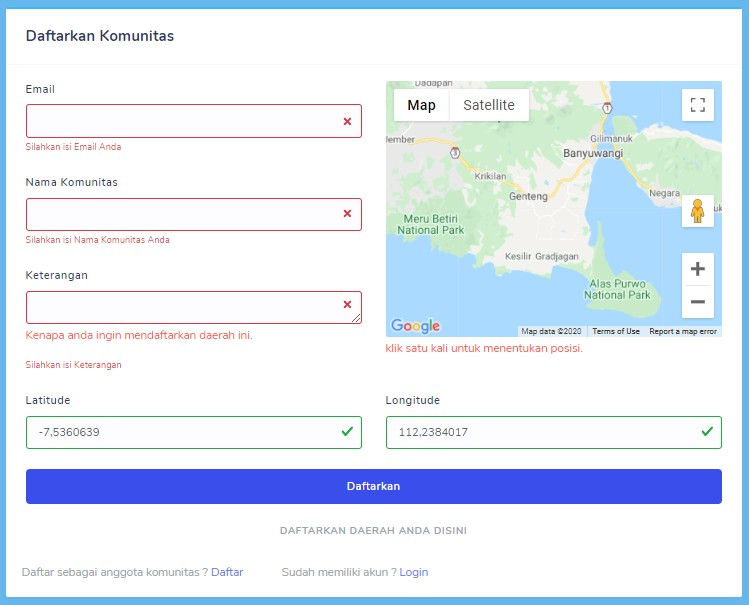 Daftarkan Komunitas
Email
Silahkan isi Email Anda
Nama Komunitas
Silahkan isi Nama Komunitas Anda
Keterangan
Kenapa anda ingin mendaftarkan daerah ini.
Silahkan isi Keterangan
Map Satellite
Dadapan
1
Gilimanuk
3
Banyuwangi
Krikilan
Genteng
Negara
Meru Betiri
National Park
Kesilir Gradjagan
Alas Purwo
National Park
Google
Map data ©2020 Terms of Use Report a map error
klik satu kali untuk menentukan posisi.
Latitude
-7,5360639
Longitude
112,2384017
Daftarkan
DAFTARKAN DAERAH ANDA DISINI
Daftar sebagai anggota komunitas ? Daftar
Sudah memiliki akun ? Login